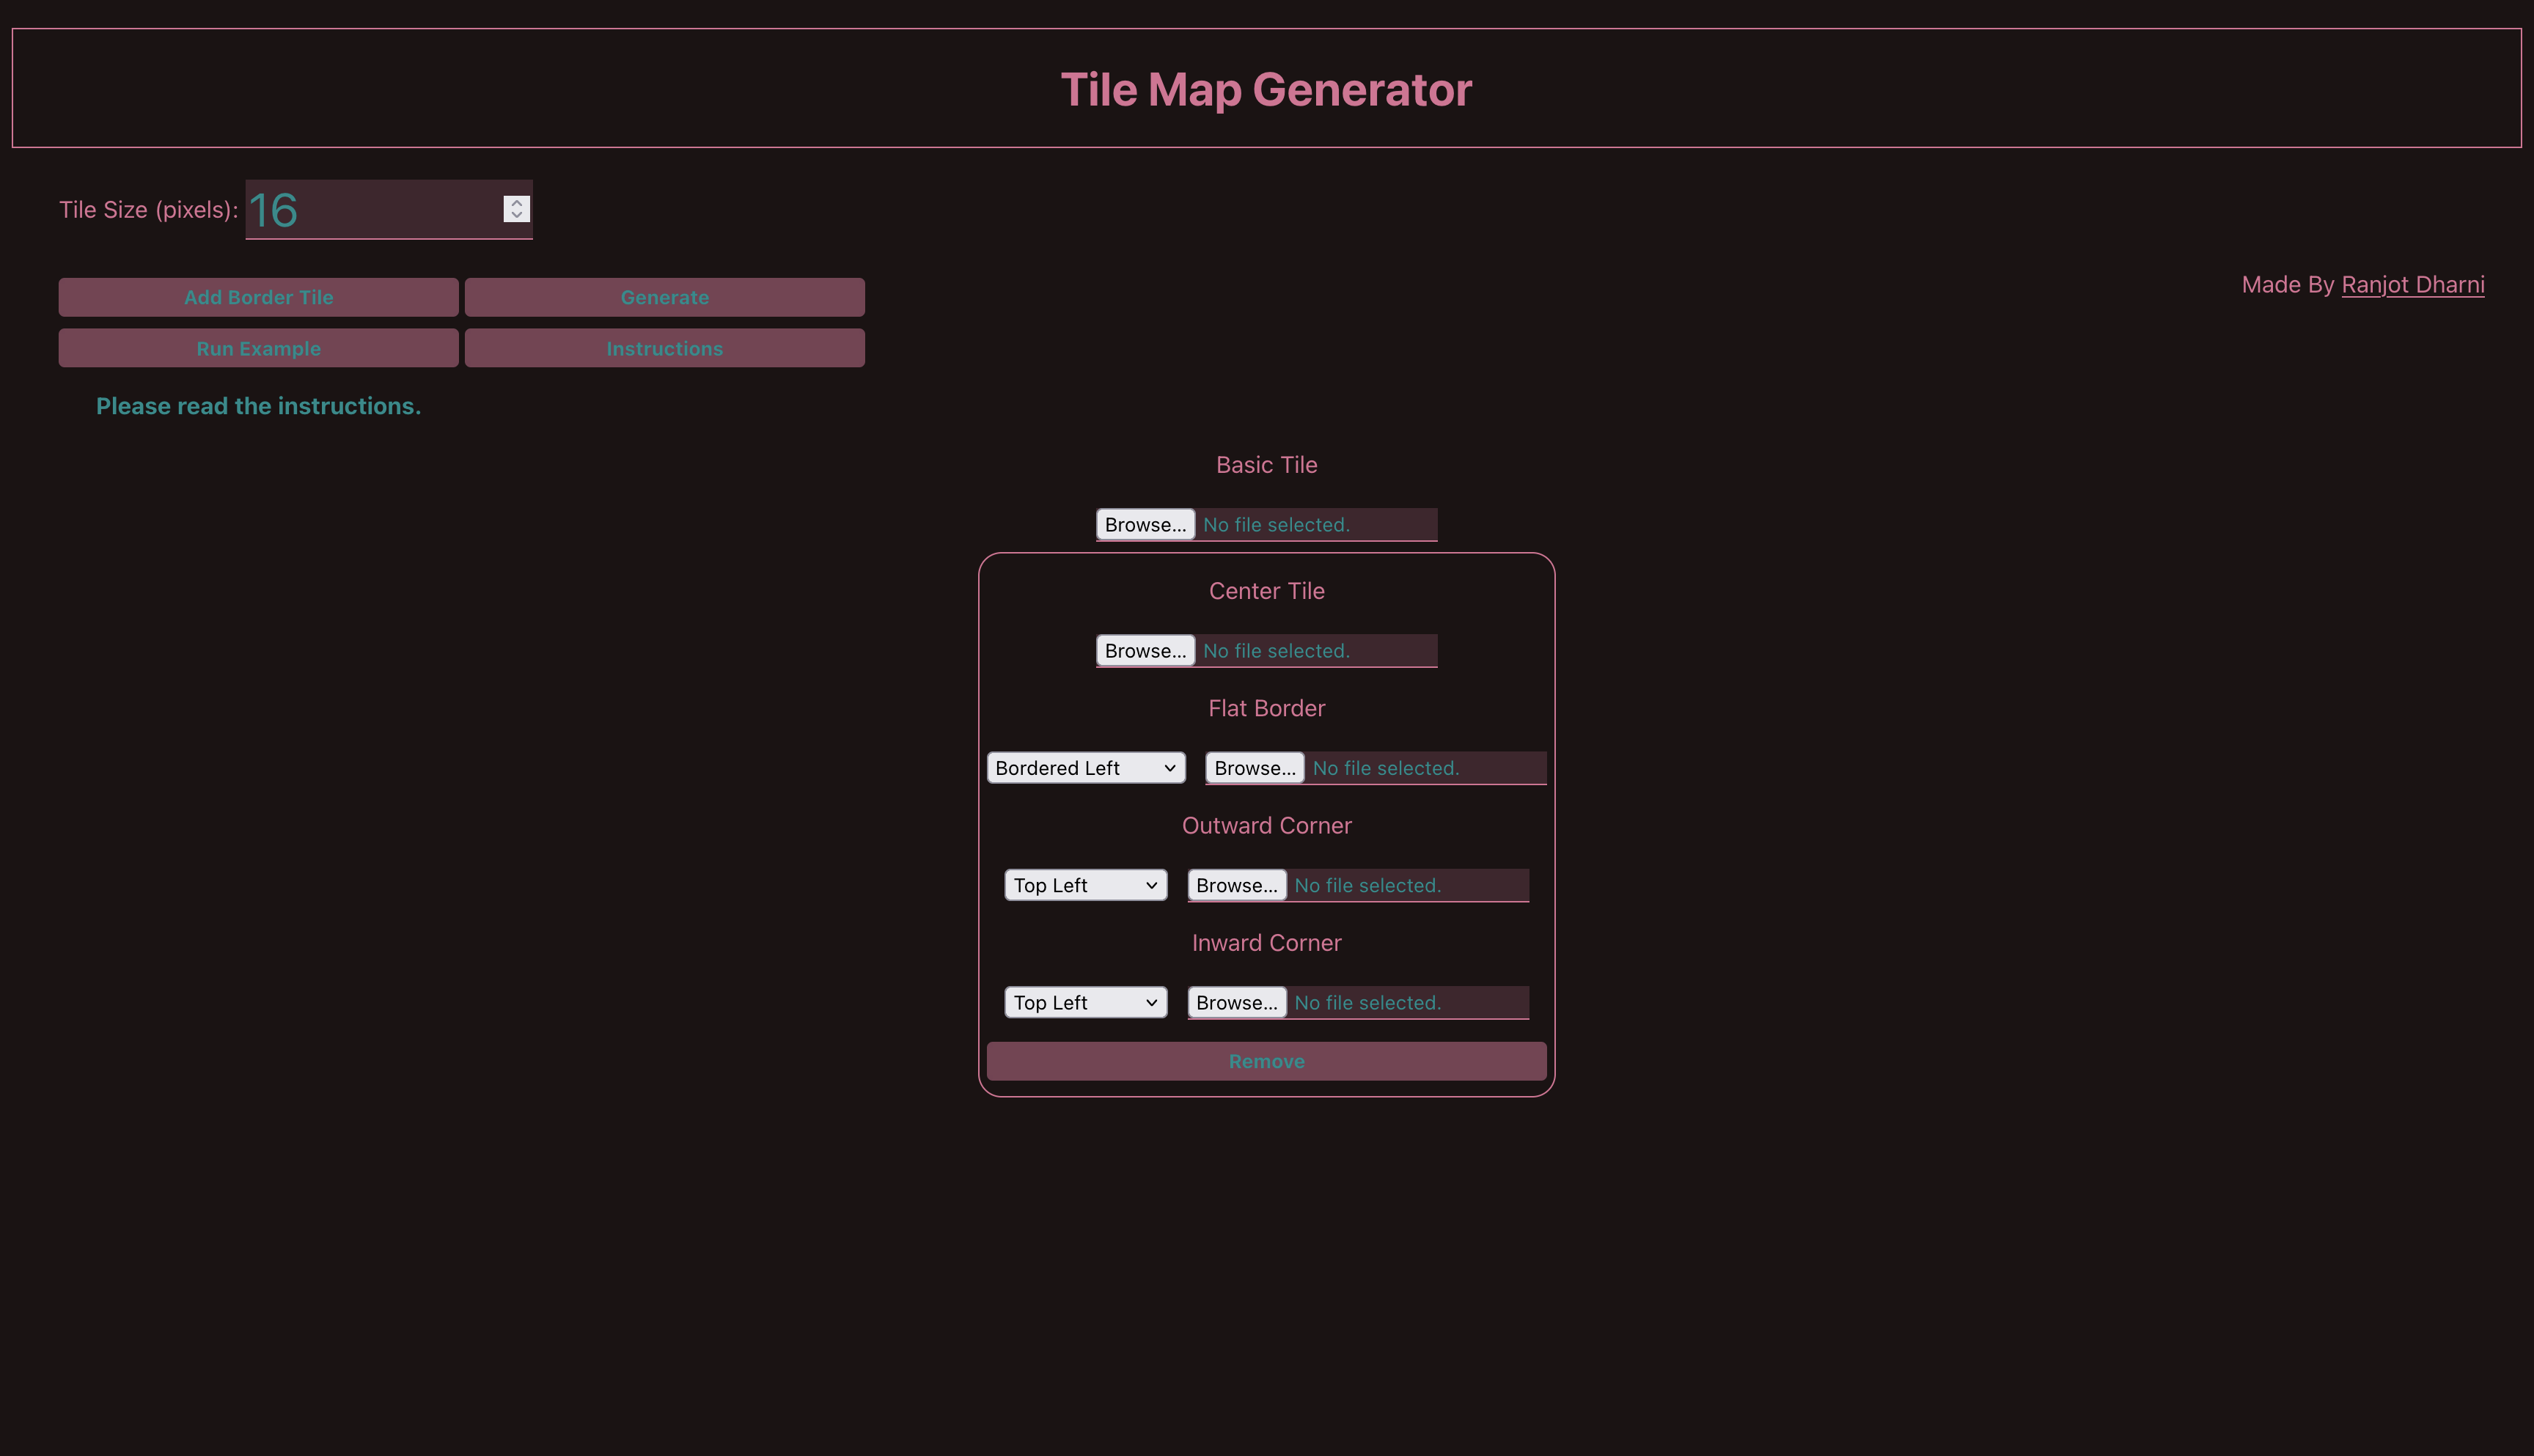 Tile Map Generator
Tile Size (pixels): 16
Add Border Tile Generate
Made By Ranjot Dharni
Run Example Instructions
Please read the instructions.
Basic Tile
Browse... No file selected.
Center Tile
Browse... No file selected.
Flat Border
Bordered Left Browse... No file selected.
Outward Corner
Top Left Browse... No file selected.
Inward Corner
Top Left Browse... No file selected.
Remove